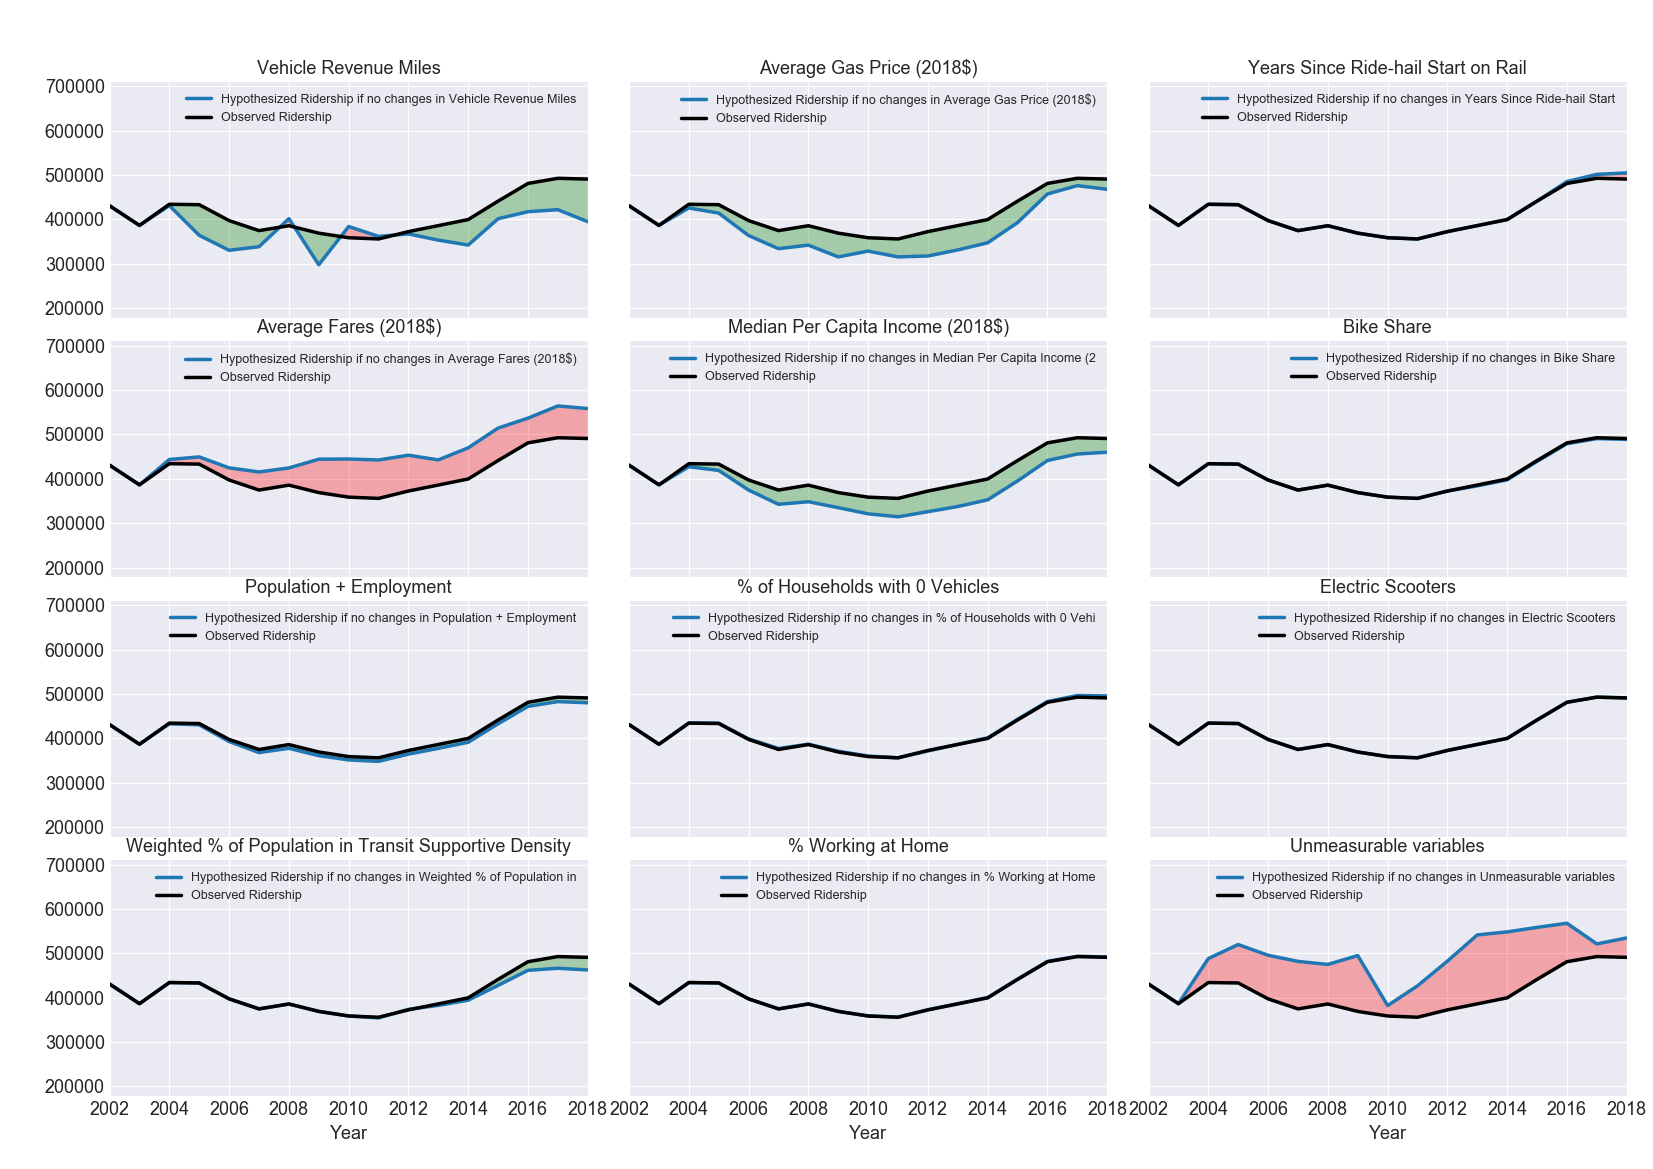 Vehicle Revenue Miles
700000
600000
500000
400000
300000
200000
Hypothesized Ridership if no changes in Vehicle Revenue Miles
Observed Ridership
Average Gas Price (2018$)
Hypothesized Ridership if no changes in Average Gas Price (2018$)
Observed Ridership
Years Since Ride-hail Start on Rail
Hypothesized Ridership if no changes in Years Since Ride-hail Start
Observed Ridership
Average Fares (2018$)
700000
600000
500000
400000
300000
200000
Hypothesized Ridership if no changes in Average Fares (2018$)
Observed Ridership
Median Per Capita Income (2018$)
Hypothesized Ridership if no changes in Median Per Capita Income (2
Observed Ridership
Bike Share
Hypothesized Ridership if no changes in Bike Share
Observed Ridership
Population + Employment
700000
600000
500000
400000
300000
200000
Hypothesized Ridership if no changes in Population + Employment
Observed Ridership
% of Households with 0 Vehicles
Hypothesized Ridership if no changes in % of Households with 0 Vehi
Observed Ridership
Electric Scooters
Hypothesized Ridership if no changes in Electric Scooters
Observed Ridership
Weighted % of Population in Transit Supportive Density
700000
600000
500000
400000
300000
200000
Hypothesized Ridership if no changes in Weighted % of Population in
Observed Ridership
2002 2004 2006 2008 2010 2012 2014 2016 2018
Year
% Working at Home
Hypothesized Ridership if no changes in % Working at Home
Observed Ridership
2002 2004 2006 2008 2010 2012 2014 2016 2018
Year
Unmeasurable variables
Hypothesized Ridership if no changes in Unmeasurable variables
Observed Ridership
2002 2004 2006 2008 2010 2012 2014 2016 2018
Year